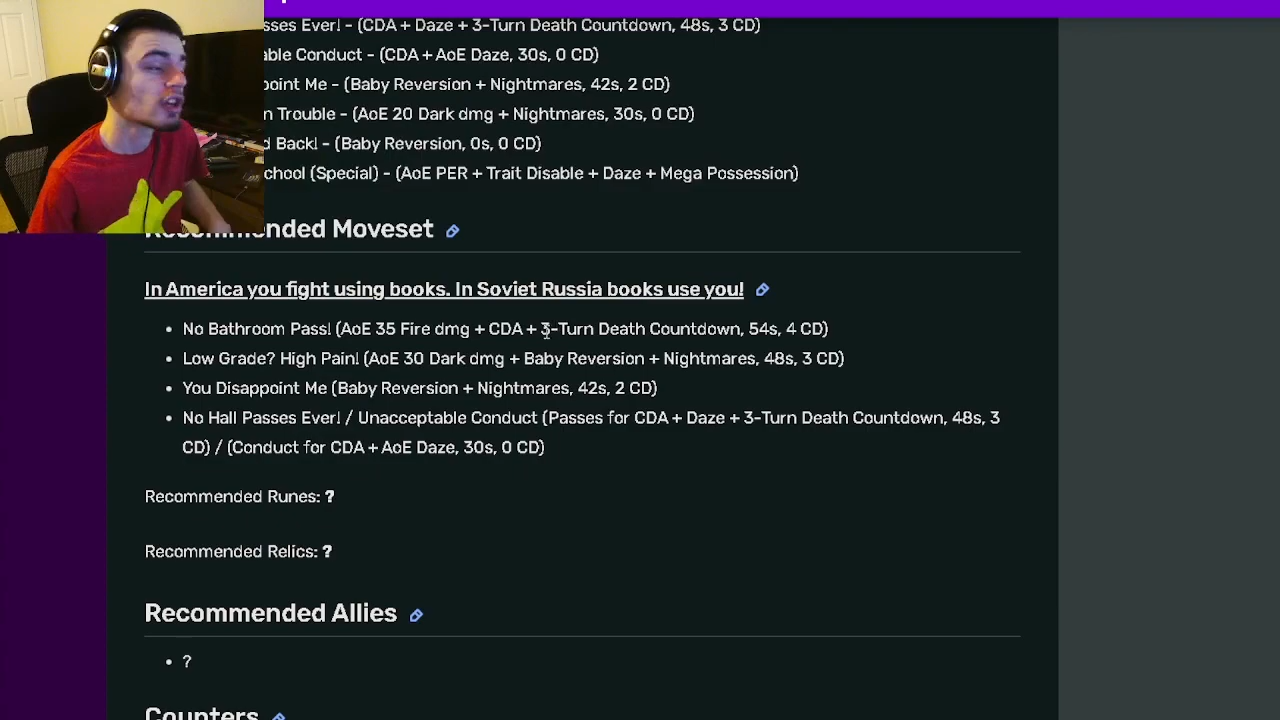 sses Ever! - (CDA + Daze + 3-Turn Death Countdown, 48s, 3 CD)
able Conduct - (CDA + AoE Daze, 30s, 0 CD)
point Me - (Baby Reversion + Nightmares, 42s, 2 CD)
n Trouble - (AoE 20 Dark dmg + Nightmares, 30s, 0 CD)
d Back! - (Baby Reversion, 0s, 0 CD)
chool (Special) - (AoE PER + Trait Disable + Daze + Mega Possession)
Recommended Moveset
In America you fight using books. In Soviet Russia books use you!
• No Bathroom Pass! (AoE 35 Fire dmg + CDA + 3-Turn Death Countdown, 54s, 4 CD)
• Low Grade? High Pain! (AoE 30 Dark dmg + Baby Reversion + Nightmares, 48s, 3 CD)
• You Disappoint Me (Baby Reversion + Nightmares, 42s, 2 CD)
• No Hall Passes Ever! / Unacceptable Conduct (Passes for CDA + Daze + 3-Turn Death Countdown, 48s, 3
CD) / (Conduct for CDA + AoE Daze, 30s, 0 CD)
Recommended Runes: ?
Recommended Relics: ?
Recommended Allies
• ?
Counters